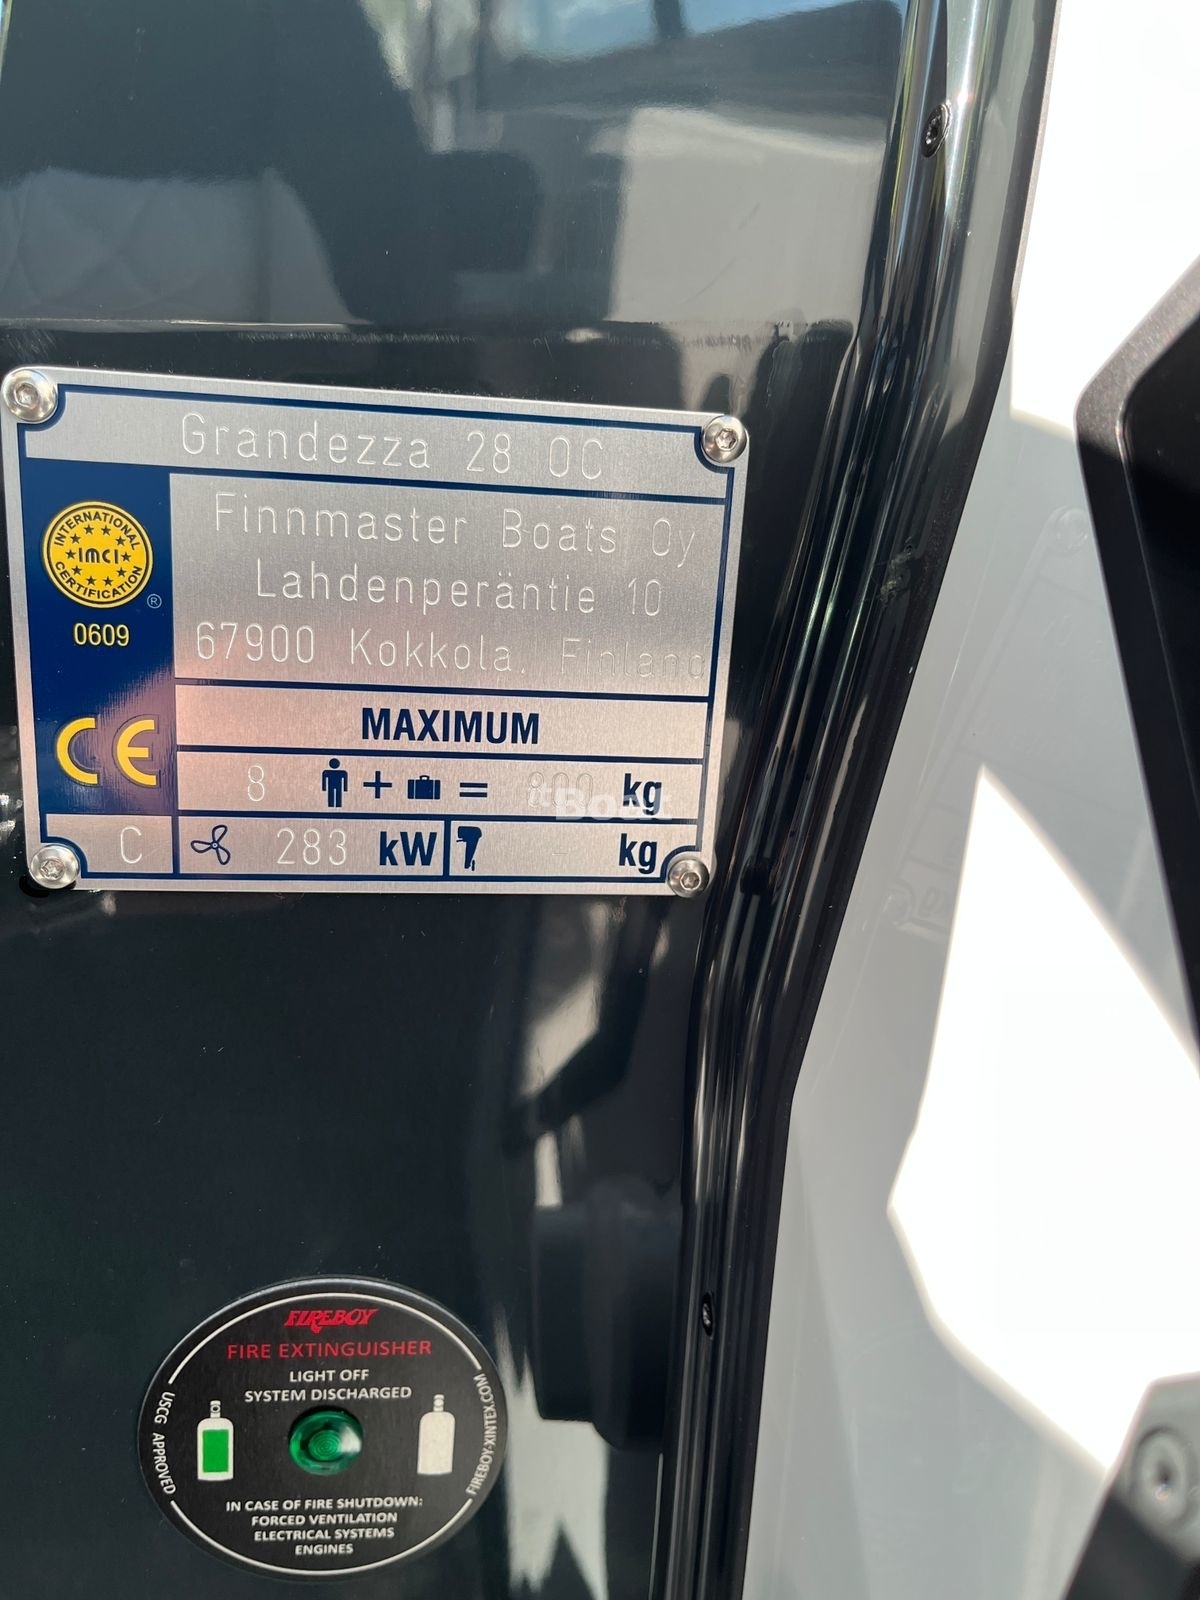 Grandezza 28 OC
INTERNATIONAL
IMCI
CERTIFICATION
®
0609
Finnmaster Boats Oy
Lahdenperäntie 10
67900 Kokkola, Finland
MAXIMUM
8 + = kg
itBoat
CE
C 283 kW - kg
FIREBOY
FIRE EXTINGUISHER
LIGHT OFF
SYSTEM DISCHARGED
USCG APPROVED
FIREBOY-XINTEX.COM
IN CASE OF FIRE SHUTDOWN:
FORCED VENTILATION
ELECTRICAL SYSTEMS
ENGINES